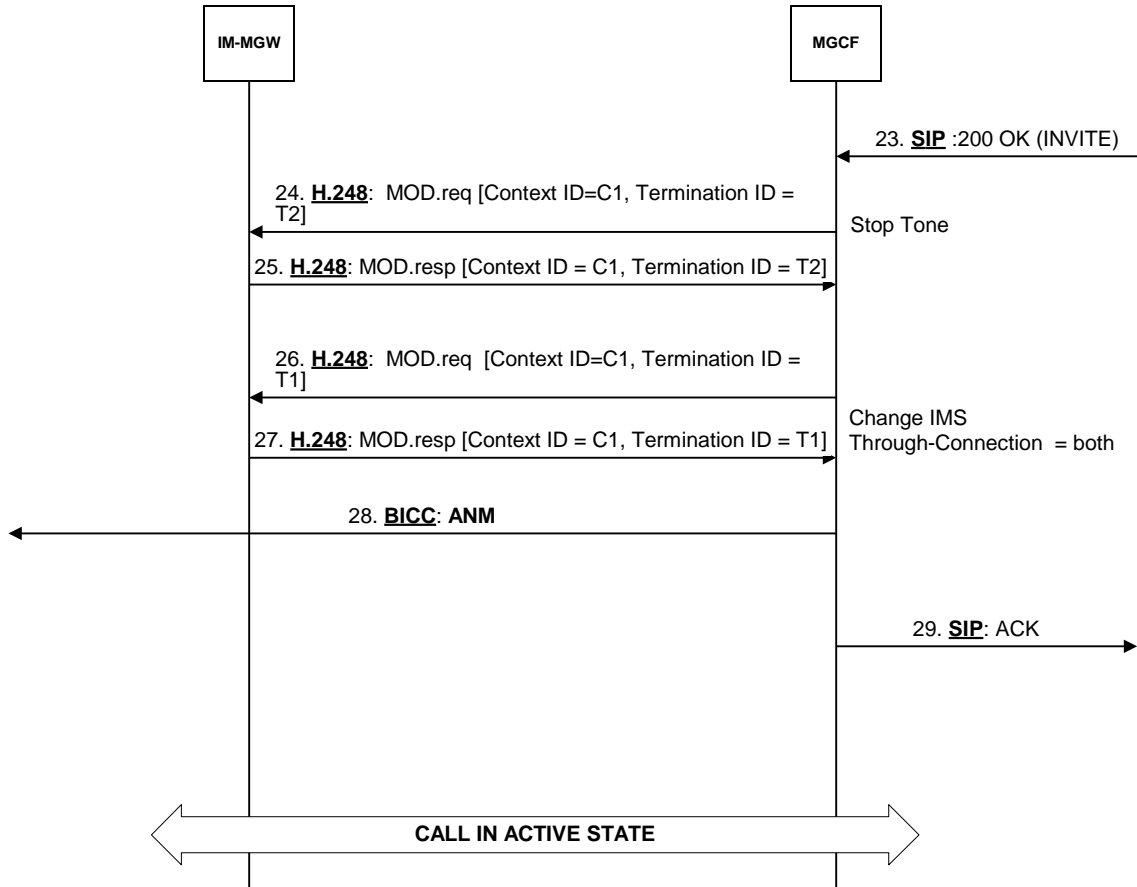 IM-MGW
MGCF
23. SIP :200 OK (INVITE)
24. H.248: MOD.req [Context ID=C1, Termination ID =
T2]
Stop Tone
25. H.248: MOD.resp [Context ID = C1, Termination ID = T2]
26. H.248: MOD.req [Context ID=C1, Termination ID =
T1]
Change IMS
Through-Connection = both
27. H.248: MOD.resp [Context ID = C1, Termination ID = T1]
28. BICC: ANM
29. SIP: ACK
CALL IN ACTIVE STATE